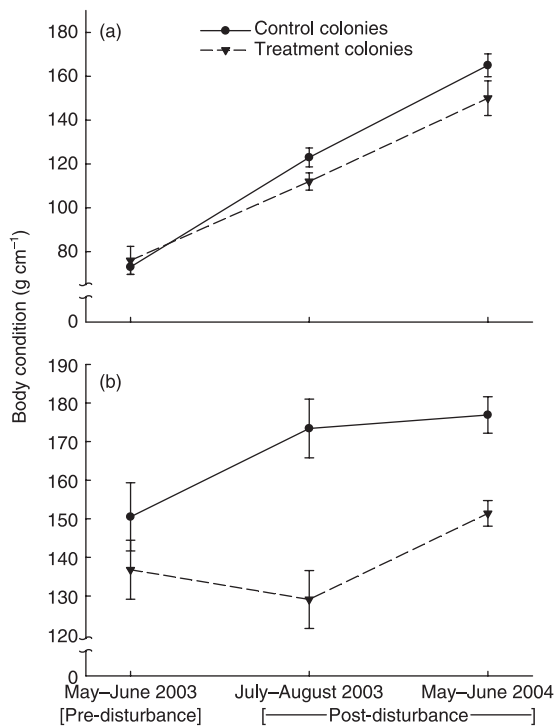 (a)
Control colonies
Treatment colonies
180
160
140
120
100
80
0
Body condition (g cm⁻¹)
(b)
190
180
170
160
150
140
130
120
0
May–June 2003 July–August 2003 May–June 2004
[Pre-disturbance] [Post-disturbance]